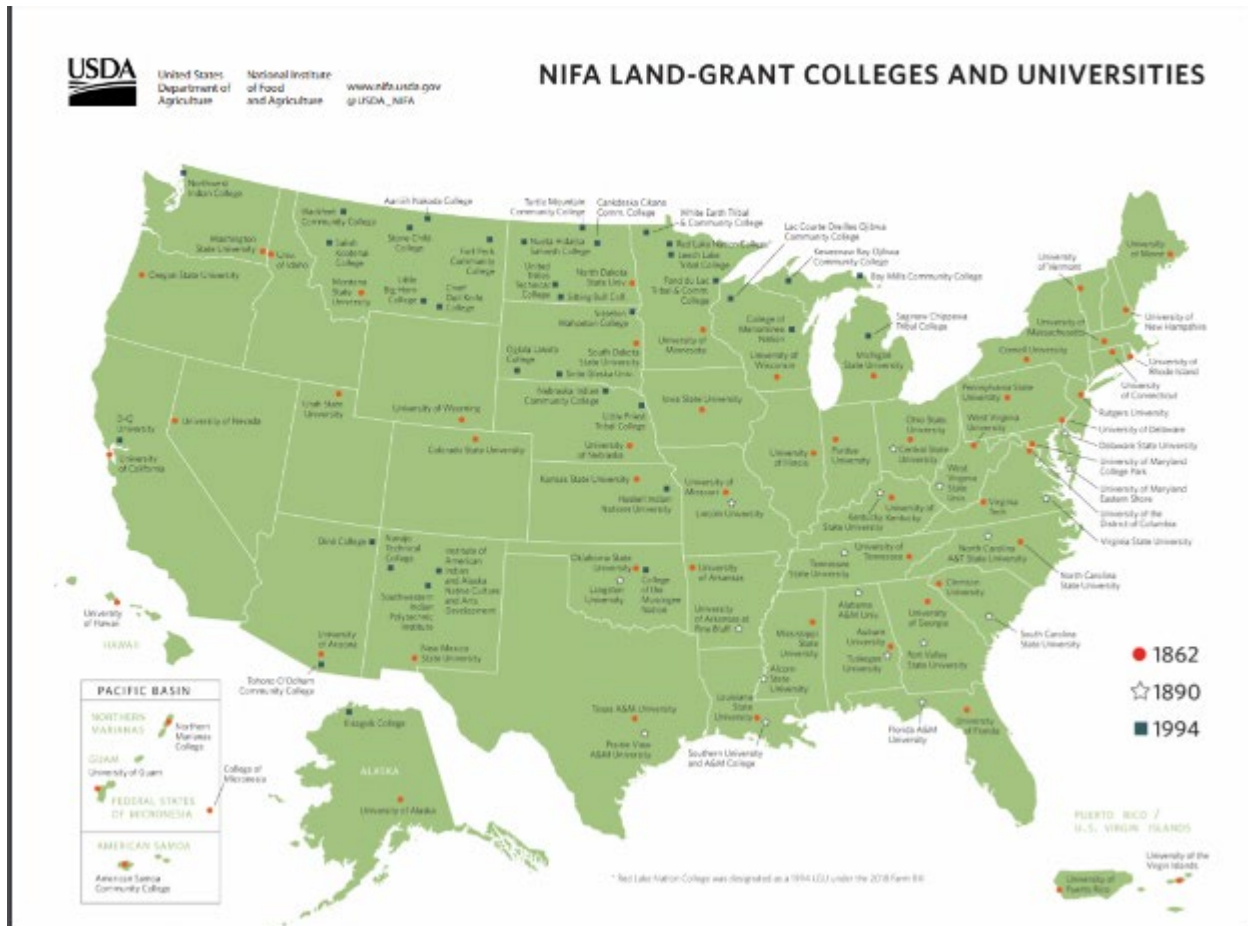 USDA
United States
Department of
Agriculture
National Institute
of Food
and Agriculture
www.nifa.usda.gov
@USDA_NIFA
NIFA LAND-GRANT COLLEGES AND UNIVERSITIES
Northwest
Indian College
Washington
State University
Univ.
of Idaho
Oregon State University
Blackfeet
Community College
Salish
Kootenai
College
Montana
State
University
Aaniiih Nakoda College
Stone Child
College
Little
Big Horn
College
Chief
Dull Knife
College
Fort Peck
Community
College
Turtle Mountain
Community College
Cankdeska Cikana
Comm. College
Nueta Hidatsa
Sahnish College
United
Tribes
Technical
College
North Dakota
State Univ.
Sitting Bull Coll.
Sisseton
Wahpeton College
White Earth Tribal
& Community College
Red Lake Nation College*
Leech Lake
Tribal College
Fond du Lac
Tribal & Comm.
College
Lac Courte Oreilles Ojibwa
Community College
Keweenaw Bay Ojibwa
Community College
Bay Mills Community College
College of
Menominee
Nation
Saginaw Chippewa
Tribal College
University of
Minnesota
University of
Wisconsin
Michigan
State University
Oglala Lakota
College
South Dakota
State University
Sinte Gleska Univ.
Nebraska Indian
Community College
Little Priest
Tribal College
University of
Nebraska
Iowa State University
University of Wyoming
Colorado State University
Utah State
University
University of Nevada
D-Q
University
University
of California
Kansas State University
Haskell Indian
Nations University
University of
Missouri
Lincoln University
University
of Illinois
Purdue
University
Ohio State
University
Central State
University
Kentucky
State University
University of
Kentucky
West
Virginia
State
Univ.
West Virginia
University
Virginia
Tech
Pennsylvania State
University
Cornell University
University
of Vermont
University
of Maine
University of
New Hampshire
University of
Massachusetts
University of
Rhode Island
University
of Connecticut
Rutgers University
University of Delaware
Delaware State University
University of Maryland
College Park
University of Maryland
Eastern Shore
University of the
District of Columbia
Virginia State University
North Carolina
A&T State University
North Carolina
State University
University of
Tennessee
Tennessee
State University
Clemson
University
South Carolina
State University
University
of Georgia
Fort Valley
State University
Alabama
A&M Univ.
Auburn
University
Tuskegee
University
Florida A&M
University
University
of Florida
Mississippi
State
University
Alcorn
State
University
Louisiana
State
University
Southern University
and A&M College
University
of Arkansas
University
of Arkansas at
Pine Bluff
Oklahoma State
University
Langston
University
College
of the
Muscogee
Nation
Texas A&M University
Prairie View
A&M University
Diné College
Navajo
Technical
College
Institute of
American
Indian
and Alaska
Native Culture
and Arts
Development
Southwestern
Indian
Polytechnic
Institute
New Mexico
State University
University
of Arizona
Tohono O'Odham
Community College
University
of Hawaii
HAWAII
PACIFIC BASIN
NORTHERN
MARIANAS
Northern
Marianas
College
GUAM
University of Guam
College of
Micronesia
FEDERAL STATES
OF MICRONESIA
AMERICAN SAMOA
American Samoa
Community College
Ilisagvik College
ALASKA
University of Alaska
1862
1890
1994
PUERTO RICO /
U.S. VIRGIN ISLANDS
University of
Puerto Rico
University of the
Virgin Islands
* Red Lake Nation College was designated as a 1994 LGU under the 2018 Farm Bill